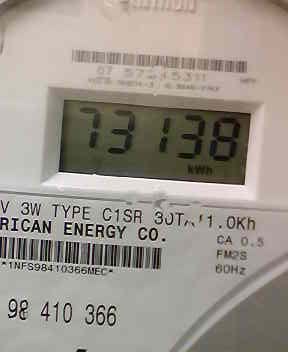 73138
kWh
V 3W TYPE C1SR 30TA 1.0Kh
RICAN ENERGY CO.
CA 0.5
FM2S
60Hz
*1NFS98410366MEC*
98 410 366